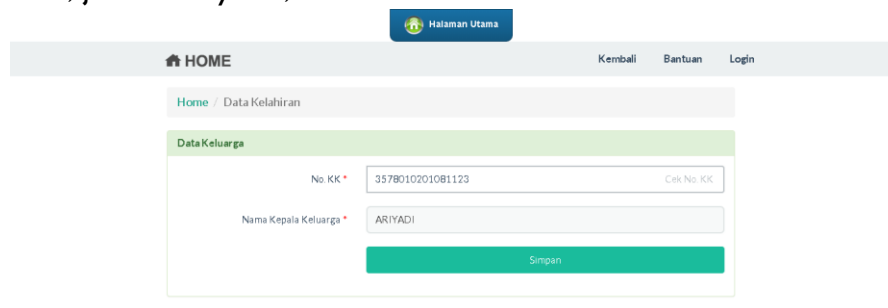 Halaman Utama
HOME
Kembali Bantuan Login
Home / Data Kelahiran
Data Keluarga
No. KK * 3578010201081123 Cek No. KK
Nama Kepala Keluarga * ARIYADI
Simpan